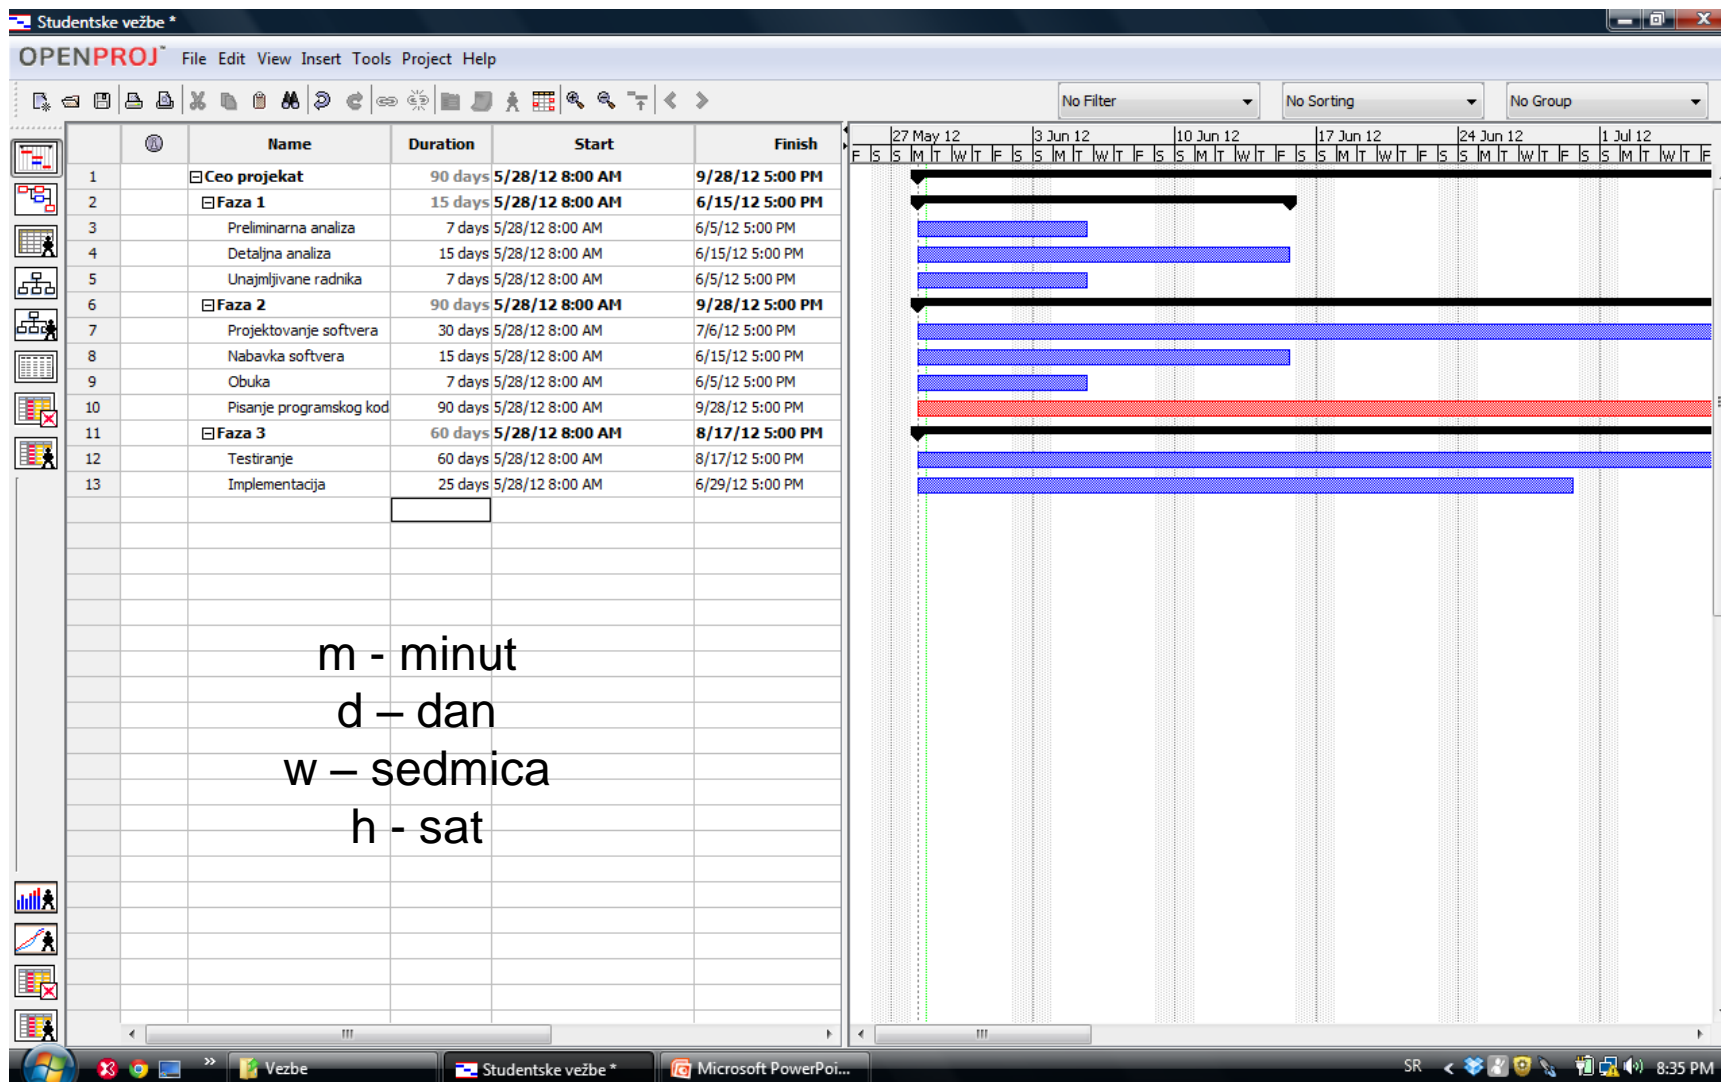 Studentske vežbe *
OPENPROJ™ File Edit View Insert Tools Project Help
No Filter No Sorting No Group
Name Duration Start Finish
27 May 12 3 Jun 12 10 Jun 12 17 Jun 12 24 Jun 12 1 Jul 12
F S S M T W T F S S M T W T F S S M T W T F S S M T W T F S S M T W T F S S M T W T F
1 Ceo projekat 90 days 5/28/12 8:00 AM 9/28/12 5:00 PM
2 Faza 1 15 days 5/28/12 8:00 AM 6/15/12 5:00 PM
3 Preliminarna analiza 7 days 5/28/12 8:00 AM 6/5/12 5:00 PM
4 Detaljna analiza 15 days 5/28/12 8:00 AM 6/15/12 5:00 PM
5 Unajmljivane radnika 7 days 5/28/12 8:00 AM 6/5/12 5:00 PM
6 Faza 2 90 days 5/28/12 8:00 AM 9/28/12 5:00 PM
7 Projektovanje softvera 30 days 5/28/12 8:00 AM 7/6/12 5:00 PM
8 Nabavka softvera 15 days 5/28/12 8:00 AM 6/15/12 5:00 PM
9 Obuka 7 days 5/28/12 8:00 AM 6/5/12 5:00 PM
10 Pisanje programskog kod 90 days 5/28/12 8:00 AM 9/28/12 5:00 PM
11 Faza 3 60 days 5/28/12 8:00 AM 8/17/12 5:00 PM
12 Testiranje 60 days 5/28/12 8:00 AM 8/17/12 5:00 PM
13 Implementacija 25 days 5/28/12 8:00 AM 6/29/12 5:00 PM
m - minut
d – dan
w – sedmica
h - sat
Vezbe Studentske vežbe * Microsoft PowerPoi... SR 8:35 PM